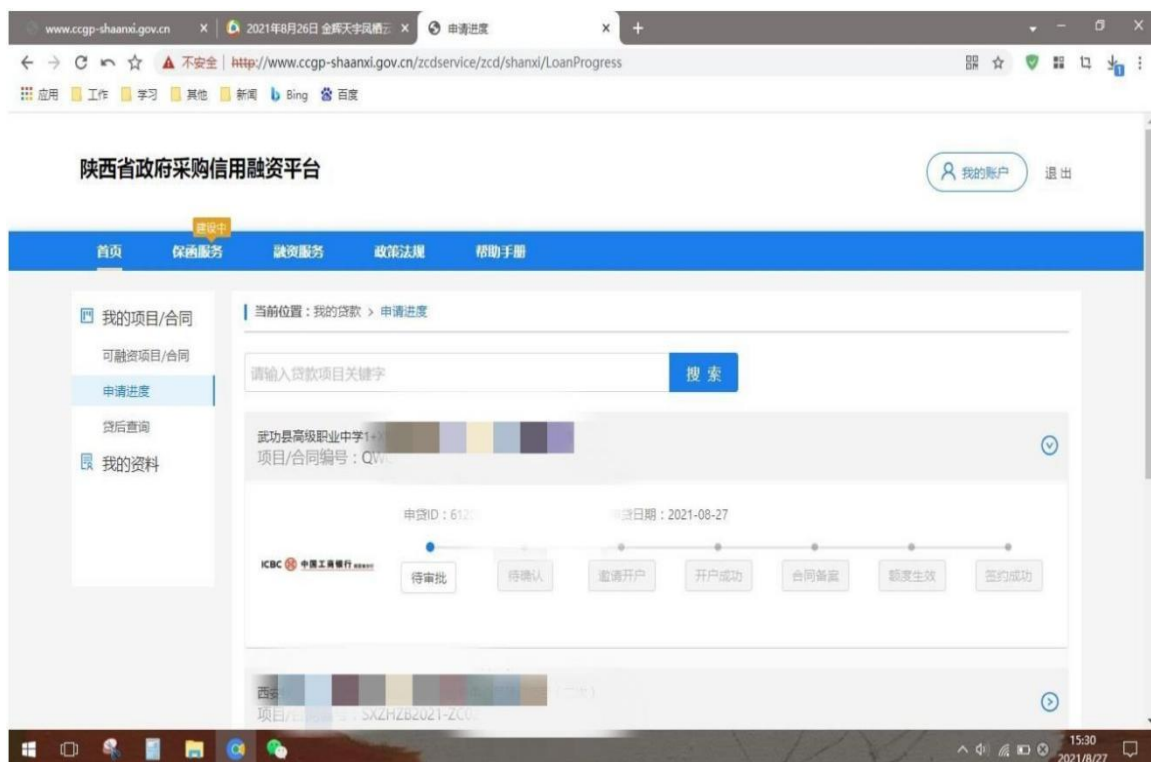 www.ccgp-shaanxi.gov.cn
2021年8月26日 金辉天宇凤栖云
申请进度
不安全 http://www.ccgp-shaanxi.gov.cn/zcdservice/zcd/shanxi/LoanProgress
应用 工作 学习 其他 新闻 Bing 百度
陕西省政府采购信用融资平台
我的账户 退出
建设中
首页 保函服务 融资服务 政策法规 帮助手册
我的项目/合同
可融资项目/合同
申请进度
贷后查询
我的资料
当前位置：我的贷款 > 申请进度
请输入贷款项目关键字
搜索
武功县高级职业中学1+X
项目/合同编号：QW
申贷ID：612
申贷日期：2021-08-27
ICBC 中国工商银行
待审批 待确认 邀请开户 开户成功 合同备案 额度生效 签约成功
西安
项目/
SXZHZB2021-ZC
15:30
2021/8/27